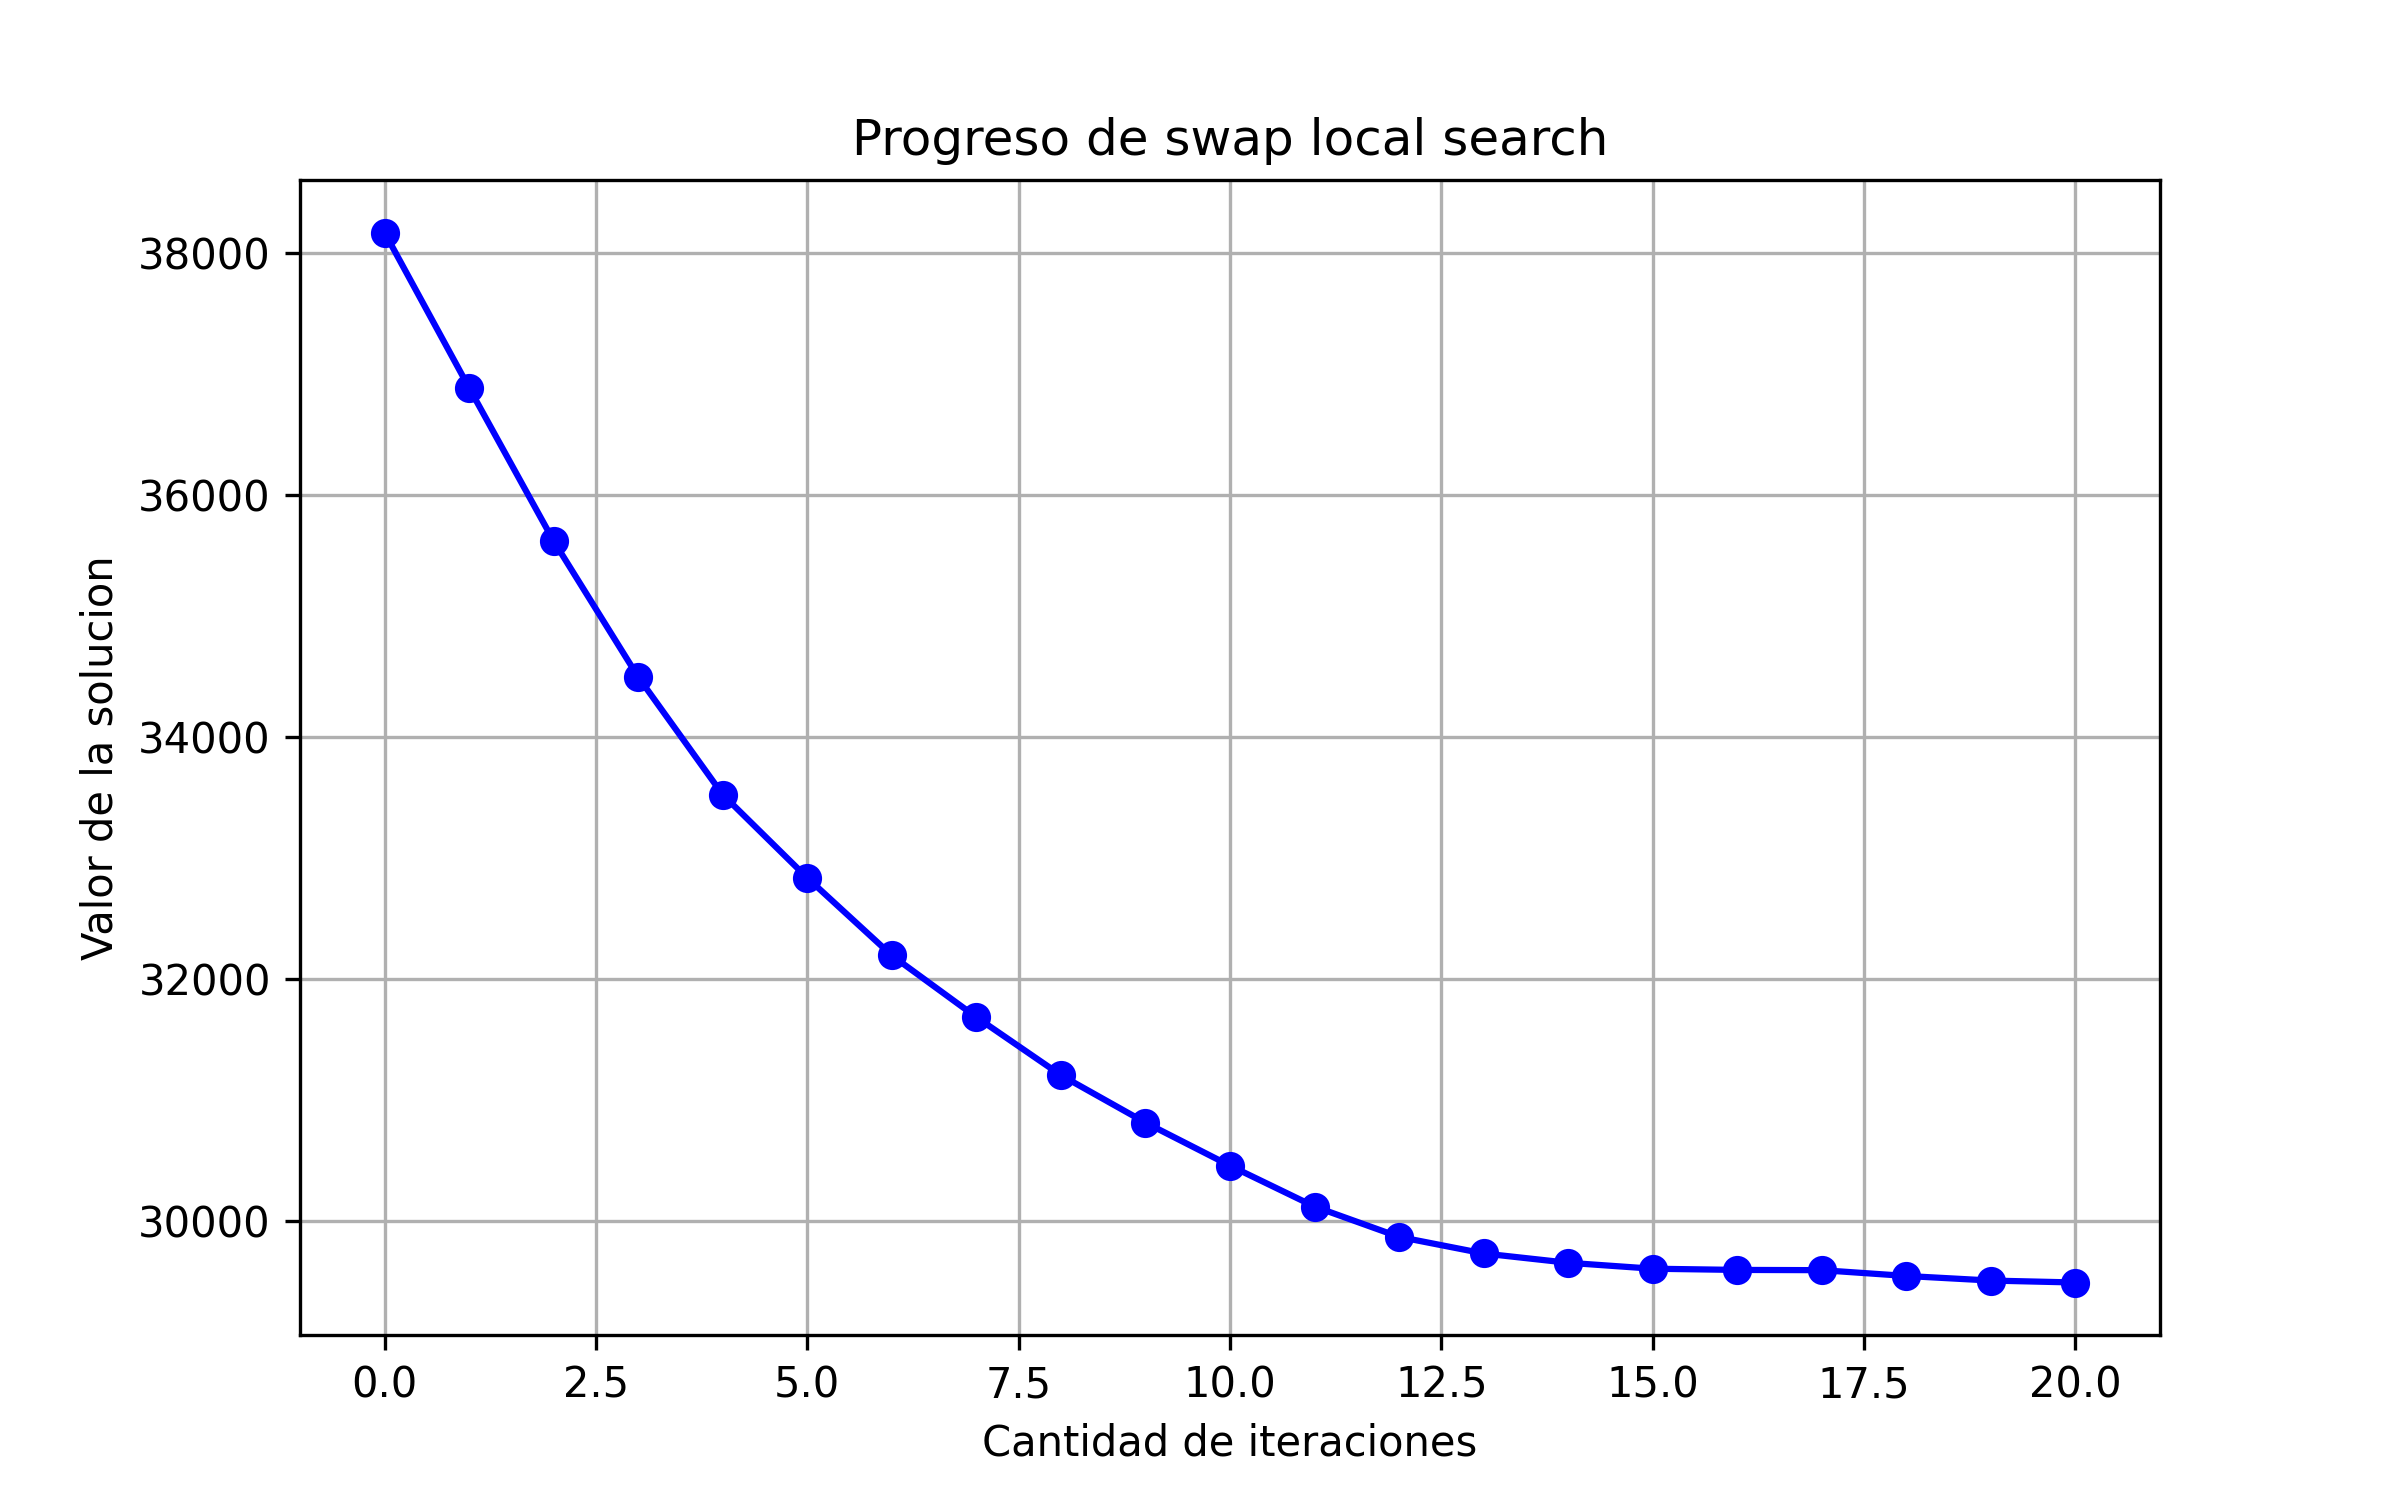 Progreso de swap local search
38000
36000
34000
32000
30000
Valor de la solucion
0.0 2.5 5.0 7.5 10.0 12.5 15.0 17.5 20.0
Cantidad de iteraciones